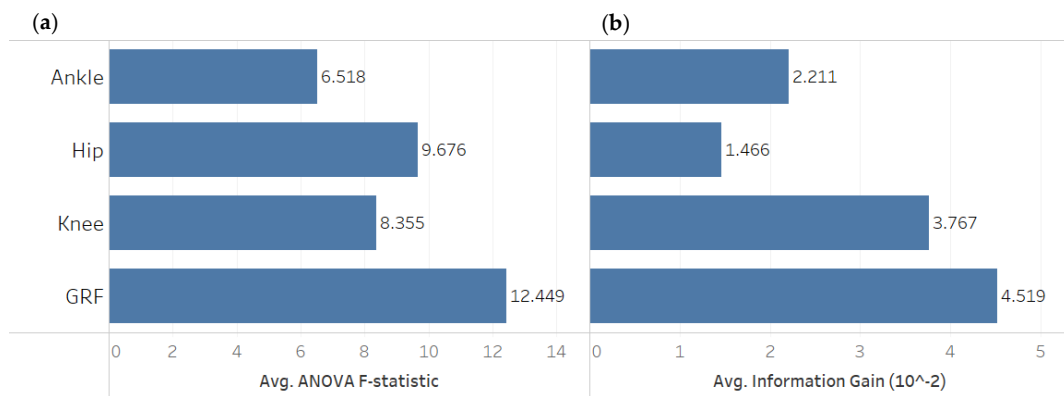 (a) (b)
Ankle 6.518 2.211
Hip 9.676 1.466
Knee 8.355 3.767
GRF 12.449 4.519
0 2 4 6 8 10 12 14 0 1 2 3 4 5
Avg. ANOVA F-statistic Avg. Information Gain (10^-2)